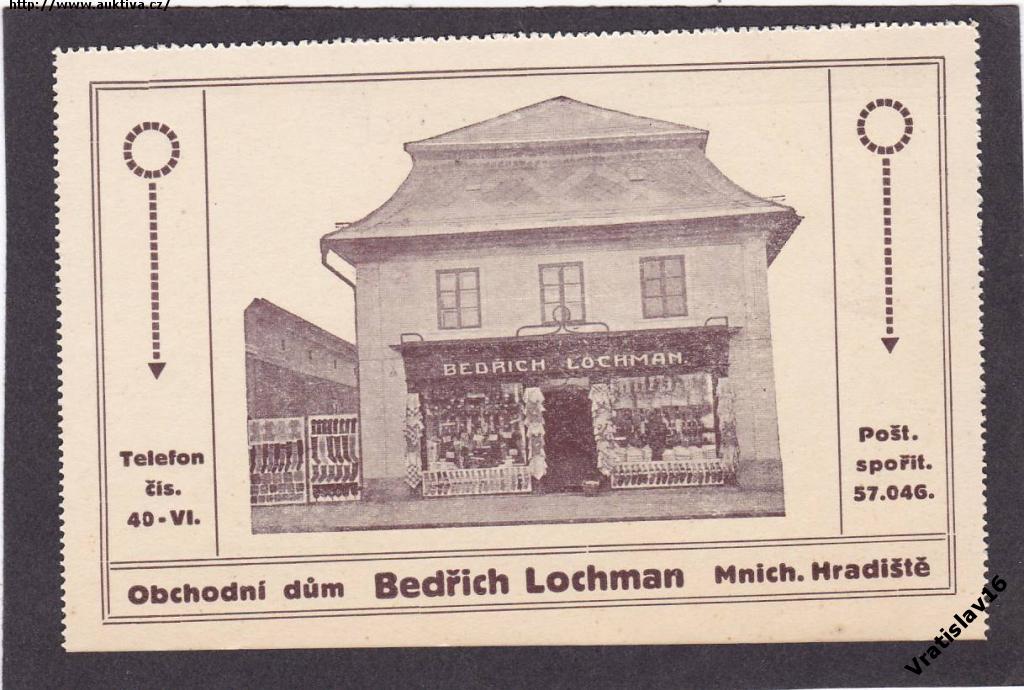 http://www.auktiva.cz/
BEDŘICH LOCHMAN.
Telefon
čís.
40-VI.
Pošt.
spořit.
57.046.
Obchodní dům Bedřich Lochman Mnich. Hradiště
Vratislav16